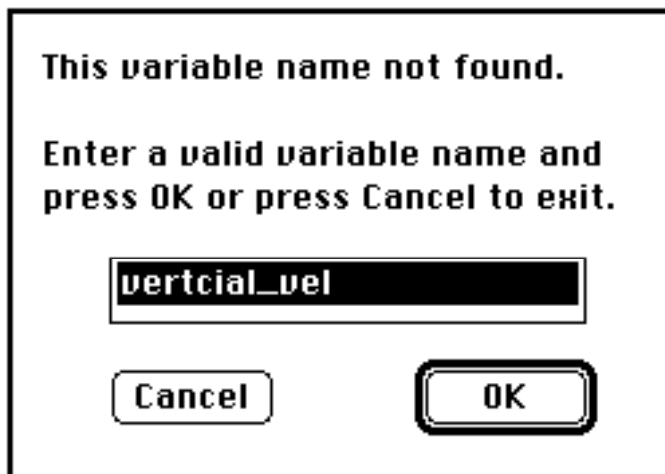 This variable name not found.
Enter a valid variable name and
press OK or press Cancel to exit.
vertcial_vel
Cancel
OK